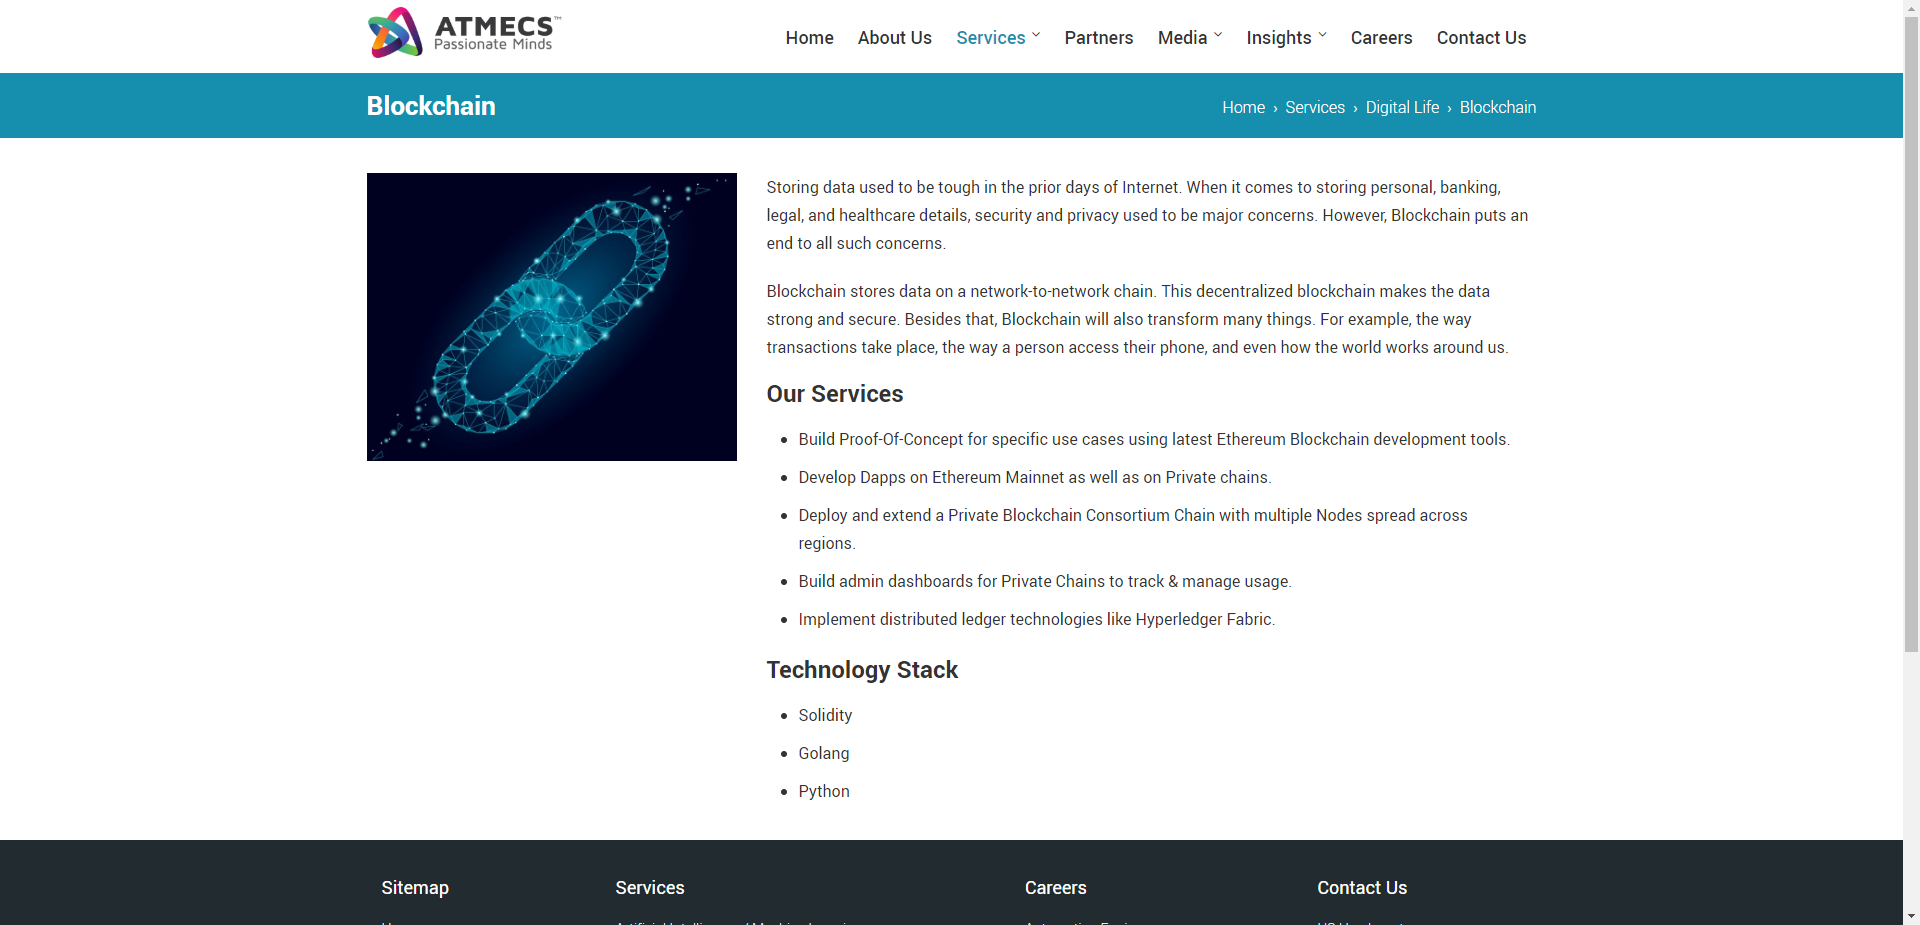 ATMECS™
Passionate Minds
Home About Us Services Partners Media Insights Careers Contact Us
Blockchain
Home › Services › Digital Life › Blockchain
Storing data used to be tough in the prior days of Internet. When it comes to storing personal, banking,
legal, and healthcare details, security and privacy used to be major concerns. However, Blockchain puts an
end to all such concerns.
Blockchain stores data on a network-to-network chain. This decentralized blockchain makes the data
strong and secure. Besides that, Blockchain will also transform many things. For example, the way
transactions take place, the way a person access their phone, and even how the world works around us.
Our Services
• Build Proof-Of-Concept for specific use cases using latest Ethereum Blockchain development tools.
• Develop Dapps on Ethereum Mainnet as well as on Private chains.
• Deploy and extend a Private Blockchain Consortium Chain with multiple Nodes spread across
regions.
• Build admin dashboards for Private Chains to track & manage usage.
• Implement distributed ledger technologies like Hyperledger Fabric.
Technology Stack
• Solidity
• Golang
• Python
Sitemap Services Careers Contact Us